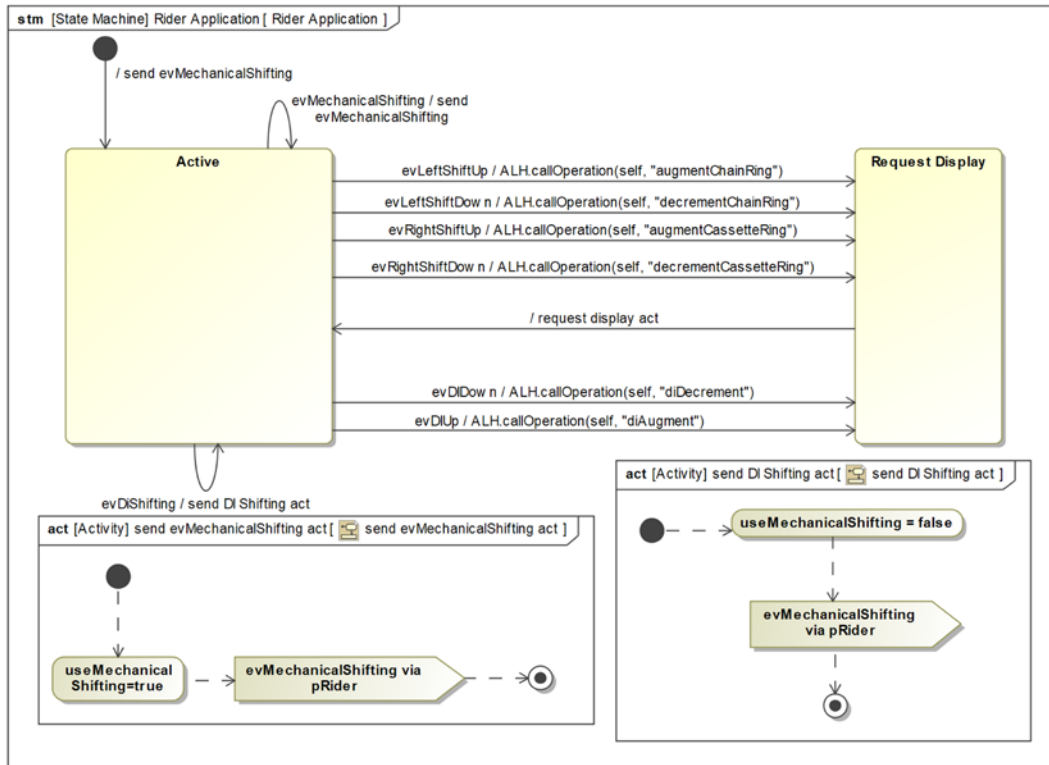 stm [State Machine] Rider Application [ Rider Application ]
/ send evMechanicalShifting
evMechanicalShifting / send
evMechanicalShifting
Active
Request Display
evLeftShiftUp / ALH.callOperation(self, "augmentChainRing")
evLeftShiftDow n / ALH.callOperation(self, "decrementChainRing")
evRightShiftUp / ALH.callOperation(self, "augmentCassetteRing")
evRightShiftDow n / ALH.callOperation(self, "decrementCassetteRing")
/ request display act
evDIDow n / ALH.callOperation(self, "diDecrement")
evDIUp / ALH.callOperation(self, "diAugment")
evDiShifting / send DI Shifting act
act [Activity] send DI Shifting act [ send DI Shifting act ]
useMechanicalShifting = false
evMechanicalShifting
via pRider
act [Activity] send evMechanicalShifting act [ send evMechanicalShifting act ]
useMechanical
Shifting=true
evMechanicalShifting via
pRider